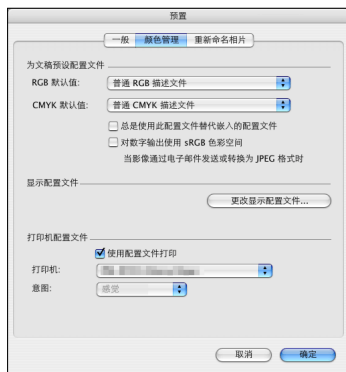 预置
一般 颜色管理 重新命名相片
为文稿预设配置文件
RGB 默认值: 普通 RGB 描述文件
CMYK 默认值: 普通 CMYK 描述文件
总是使用此配置文件替代嵌入的配置文件
对数字输出使用 sRGB 色彩空间
当影像通过电子邮件发送或转换为 JPEG 格式时
显示配置文件
更改显示配置文件...
打印机配置文件
使用配置文件打印
打印机:
意图: 感觉
取消 确定